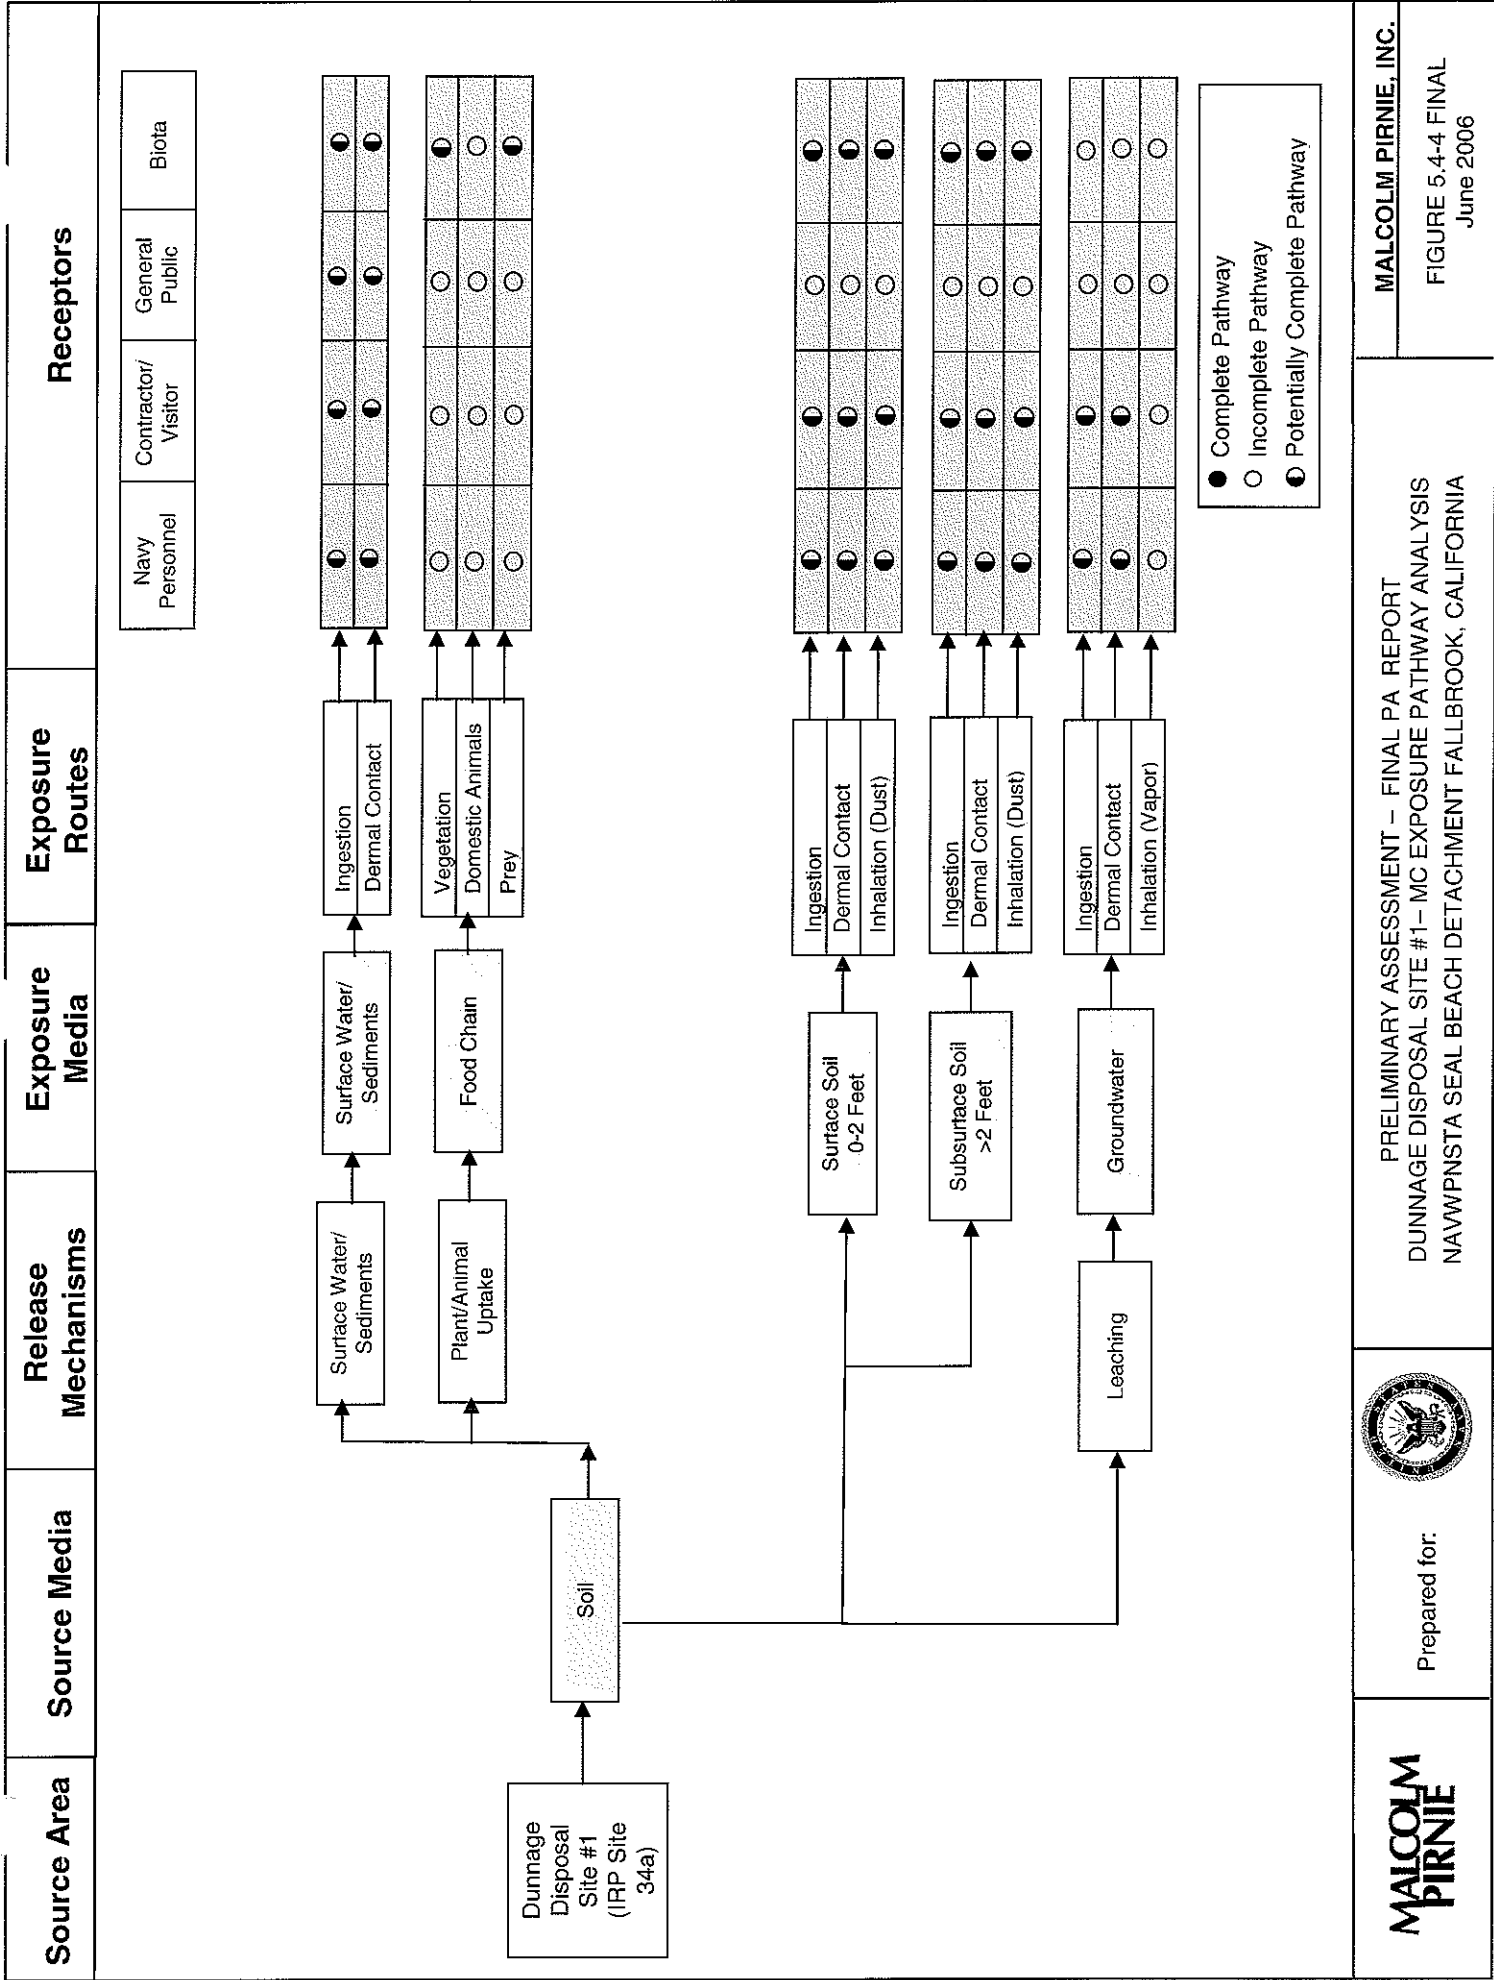 Source Area
Source Media
Release
Mechanisms
Exposure
Media
Exposure
Routes
Receptors
Navy
Personnel
Contractor/
Visitor
General
Public
Biota
Dunnage
Disposal
Site #1
(IRP Site
34a)
Soil
Surface Water/
Sediments
Surface Water/
Sediments
Ingestion
Dermal Contact
Plant/Animal
Uptake
Food Chain
Vegetation
Domestic Animals
Prey
Surface Soil
0-2 Feet
Ingestion
Dermal Contact
Inhalation (Dust)
Subsurface Soil
>2 Feet
Ingestion
Dermal Contact
Inhalation (Dust)
Leaching
Groundwater
Ingestion
Dermal Contact
Inhalation (Vapor)
Complete Pathway
Incomplete Pathway
Potentially Complete Pathway
MALCOLM
PIRNIE
Prepared for:
PRELIMINARY ASSESSMENT – FINAL PA REPORT
DUNNAGE DISPOSAL SITE #1– MC EXPOSURE PATHWAY ANALYSIS
NAVWPNSTA SEAL BEACH DETACHMENT FALLBROOK, CALIFORNIA
MALCOLM PIRNIE, INC.
FIGURE 5.4-4 FINAL
June 2006